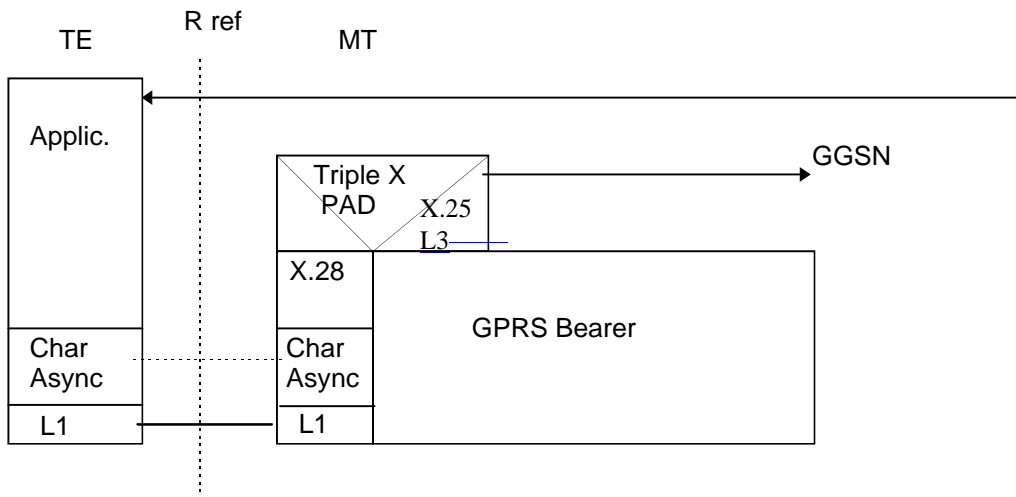 TE
R ref
MT
Applic.
GGSN
Triple X
PAD
X.25
L3
X.28
GPRS Bearer
Char
Async
Char
Async
L1
L1